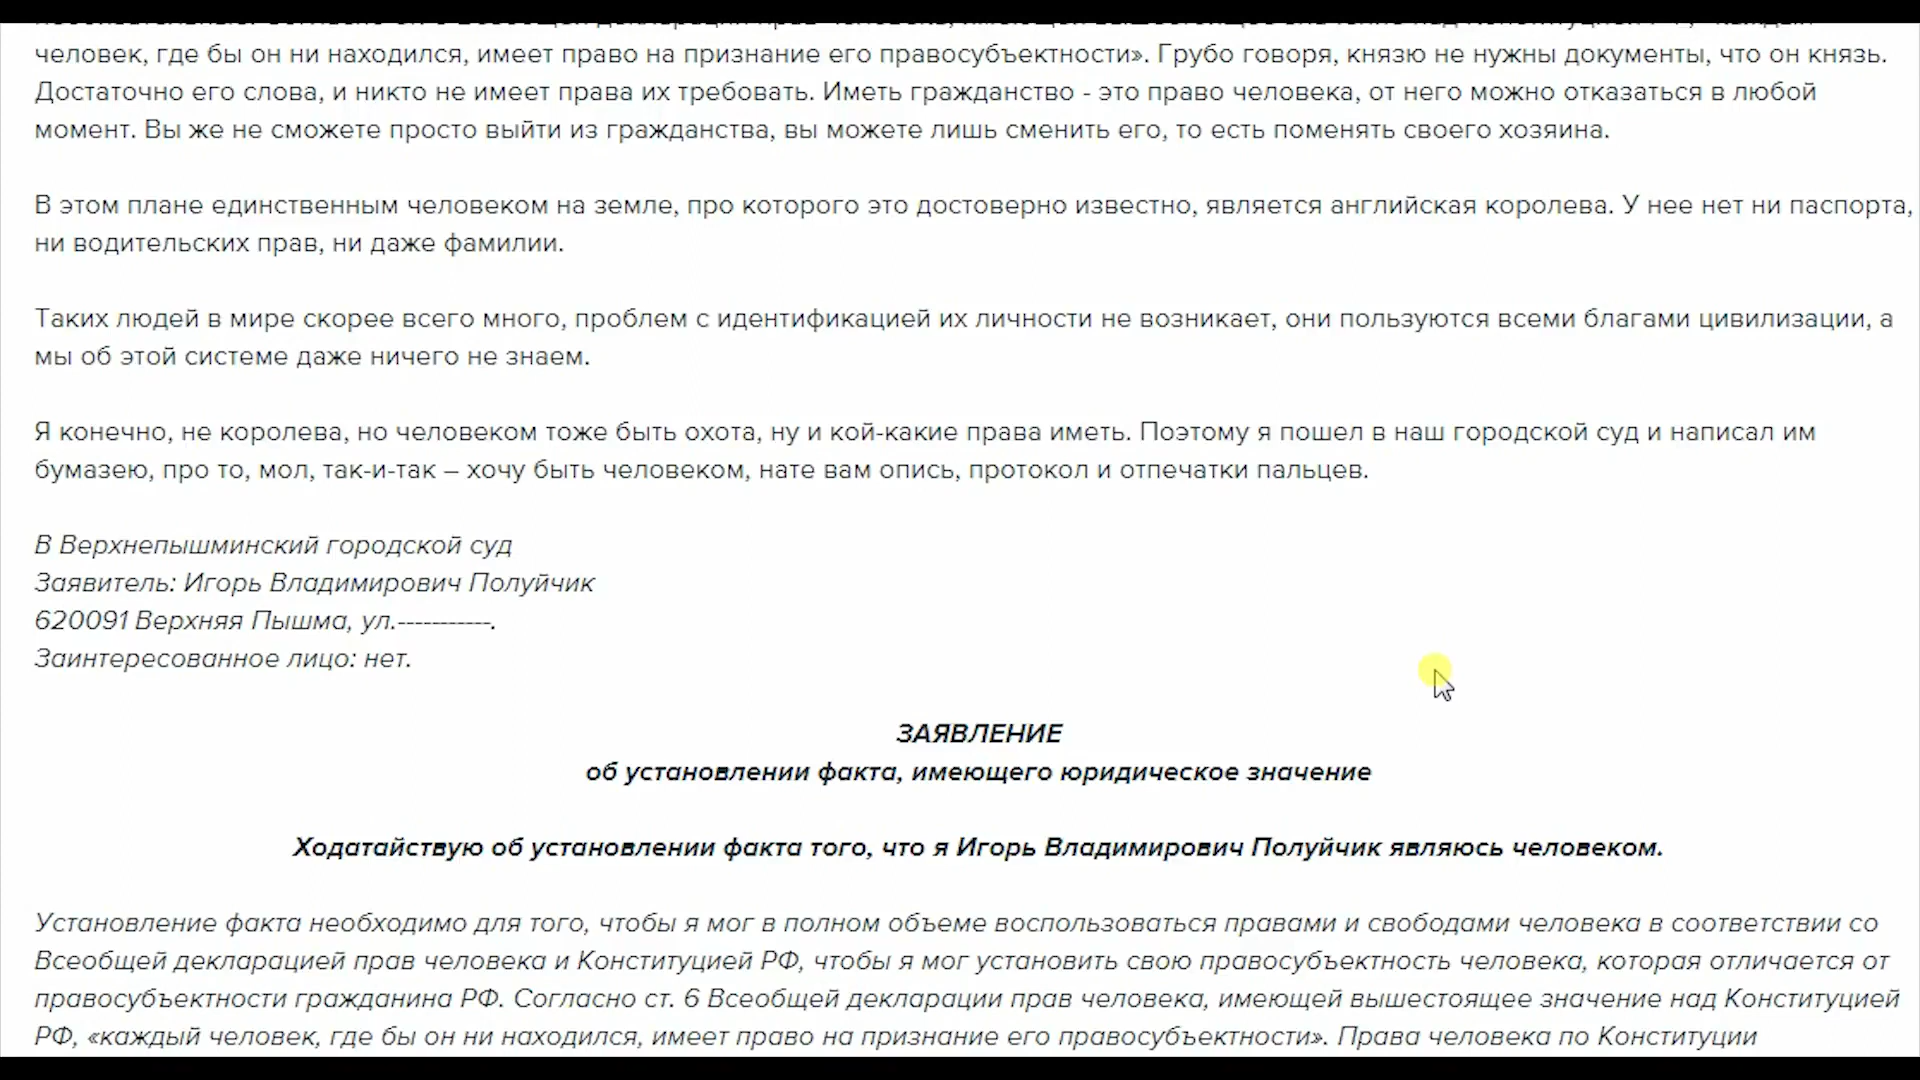 человек, где бы он ни находился, имеет право на признание его правосубъектности». Грубо говоря, князю не нужны документы, что он князь.
Достаточно его слова, и никто не имеет права их требовать. Иметь гражданство - это право человека, от него можно отказаться в любой
момент. Вы же не сможете просто выйти из гражданства, вы можете лишь сменить его, то есть поменять своего хозяина.
В этом плане единственным человеком на земле, про которого это достоверно известно, является английская королева. У нее нет ни паспорта,
ни водительских прав, ни даже фамилии.
Таких людей в мире скорее всего много, проблем с идентификацией их личности не возникает, они пользуются всеми благами цивилизации, а
мы об этой системе даже ничего не знаем.
Я конечно, не королева, но человеком тоже быть охота, ну и кой-какие права иметь. Поэтому я пошел в наш городской суд и написал им
бумазею, про то, мол, так-и-так – хочу быть человеком, нате вам опись, протокол и отпечатки пальцев.
В Верхнепышминский городской суд
Заявитель: Игорь Владимирович Полуйчик
620091 Верхняя Пышма, ул.-----------.
Заинтересованное лицо: нет.
ЗАЯВЛЕНИЕ
об установлении факта, имеющего юридическое значение
Ходатайствую об установлении факта того, что я Игорь Владимирович Полуйчик являюсь человеком.
Установление факта необходимо для того, чтобы я мог в полном объеме воспользоваться правами и свободами человека в соответствии со
Всеобщей декларацией прав человека и Конституцией РФ, чтобы я мог установить свою правосубъектность человека, которая отличается от
правосубъектности гражданина РФ. Согласно ст. 6 Всеобщей декларации прав человека, имеющей вышестоящее значение над Конституцией
РФ, «каждый человек, где бы он ни находился, имеет право на признание его правосубъектности». Права человека по Конституции